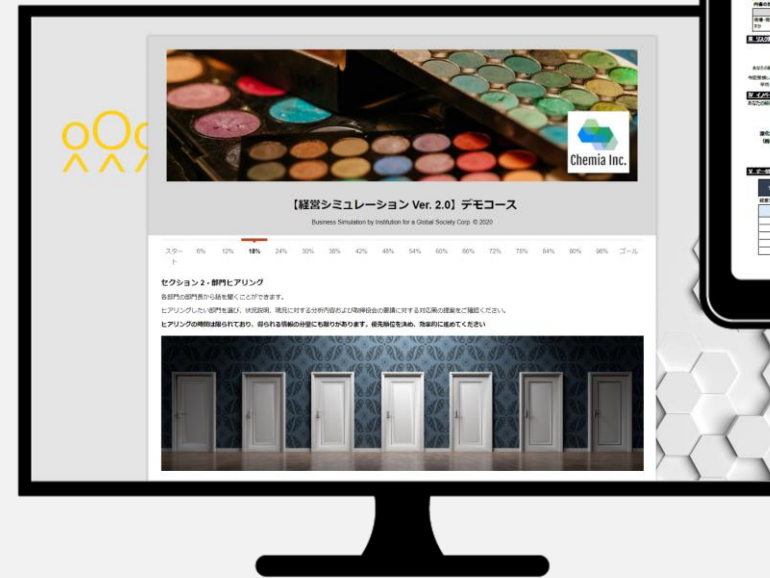 Chemia Inc.
【経営シミュレーション Ver. 2.0】デモコース
Business Simulation by Institution for a Global Society Corp. © 2020
スタート 6% 12% 18% 24% 30% 36% 42% 48% 54% 60% 66% 72% 78% 84% 90% 96% ゴール
セクション 2 - 部門ヒアリング
各部門の部門長から話を聞くことができます。
ヒアリングしたい部門を選び、状況説明、現況に対する分析内容および取締役会の要請に対する対応策の提案をご確認ください。
ヒアリングの時間は限られており、得られる情報の分量にも限りがあります。優先順位を決め、効率的に進めてください